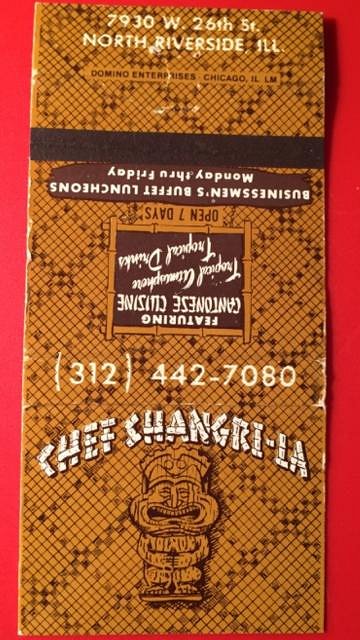 7930 W. 26th St.
NORTH RIVERSIDE, ILL.
DOMINO ENTERPRISES CHICAGO, IL LM
FEATURING
CANTONESE CUISINE
Tropical Atmosphere
Tropical Drinks
OPEN 7 DAYS
BUSINESSMEN'S BUFFET LUNCHEONS
Monday thru Friday
(312) 442-7080
CHEF SHANGRI-LA